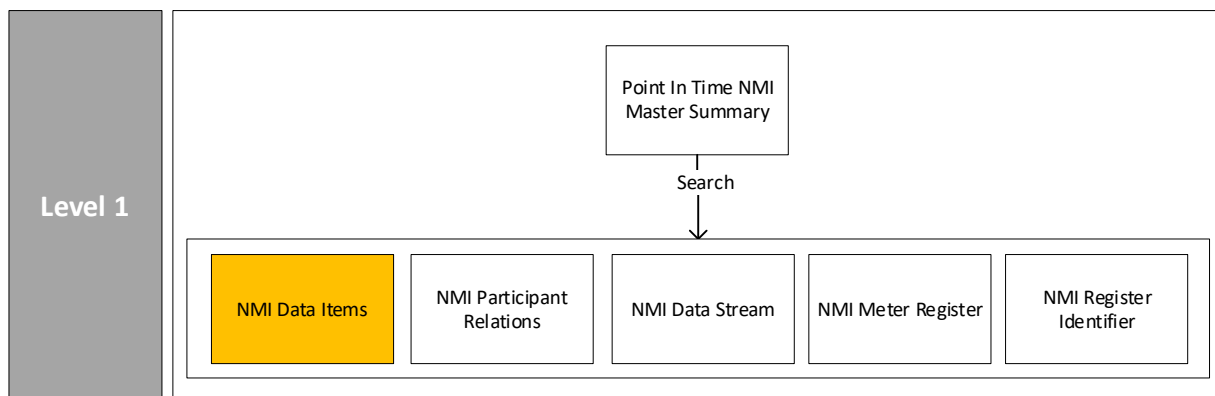 Level 1
Point In Time NMI
Master Summary
Search
NMI Data Items
NMI Participant
Relations
NMI Data Stream
NMI Meter Register
NMI Register
Identifier